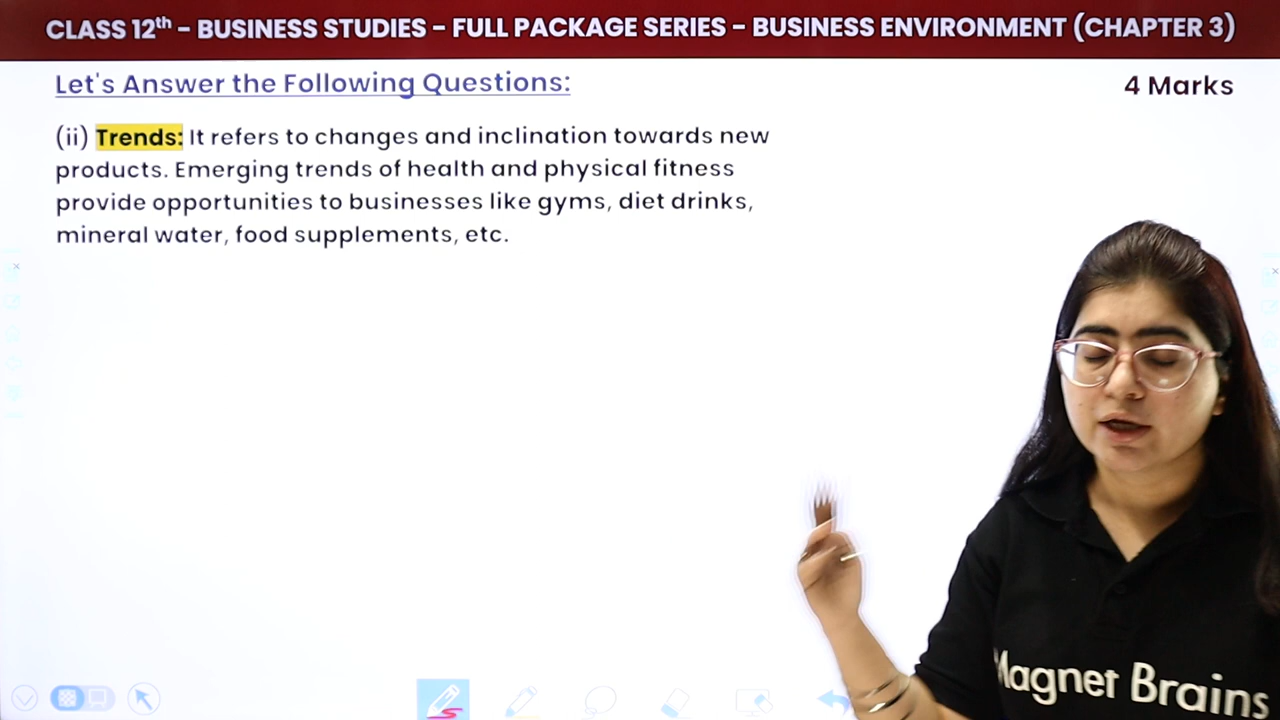 CLASS 12th – BUSINESS STUDIES – FULL PACKAGE SERIES – BUSINESS ENVIRONMENT (CHAPTER 3)
Let's Answer the Following Questions:
4 Marks
(ii) Trends: It refers to changes and inclination towards new
products. Emerging trends of health and physical fitness
provide opportunities to businesses like gyms, diet drinks,
mineral water, food supplements, etc.
Magnet Brains